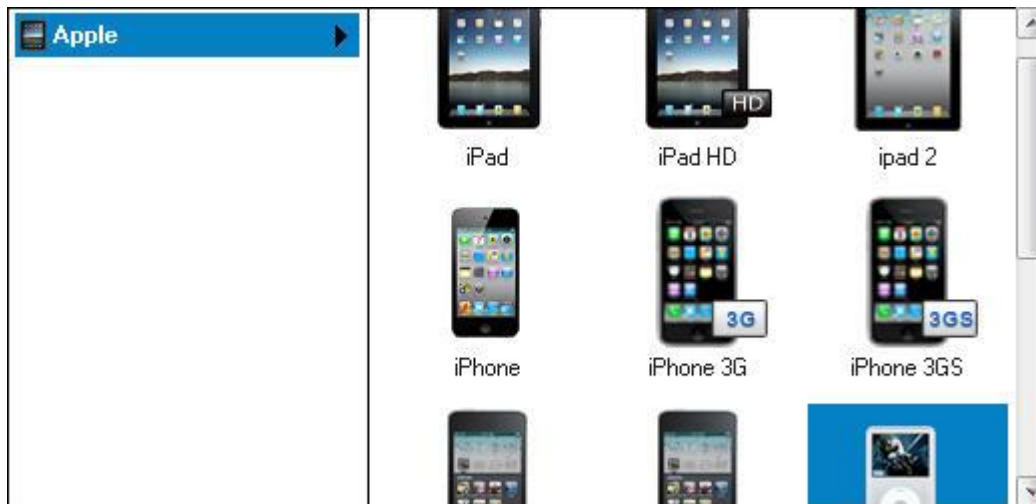 Apple
HD
iPad
iPad HD
ipad 2
3G
3GS
iPhone
iPhone 3G
iPhone 3GS